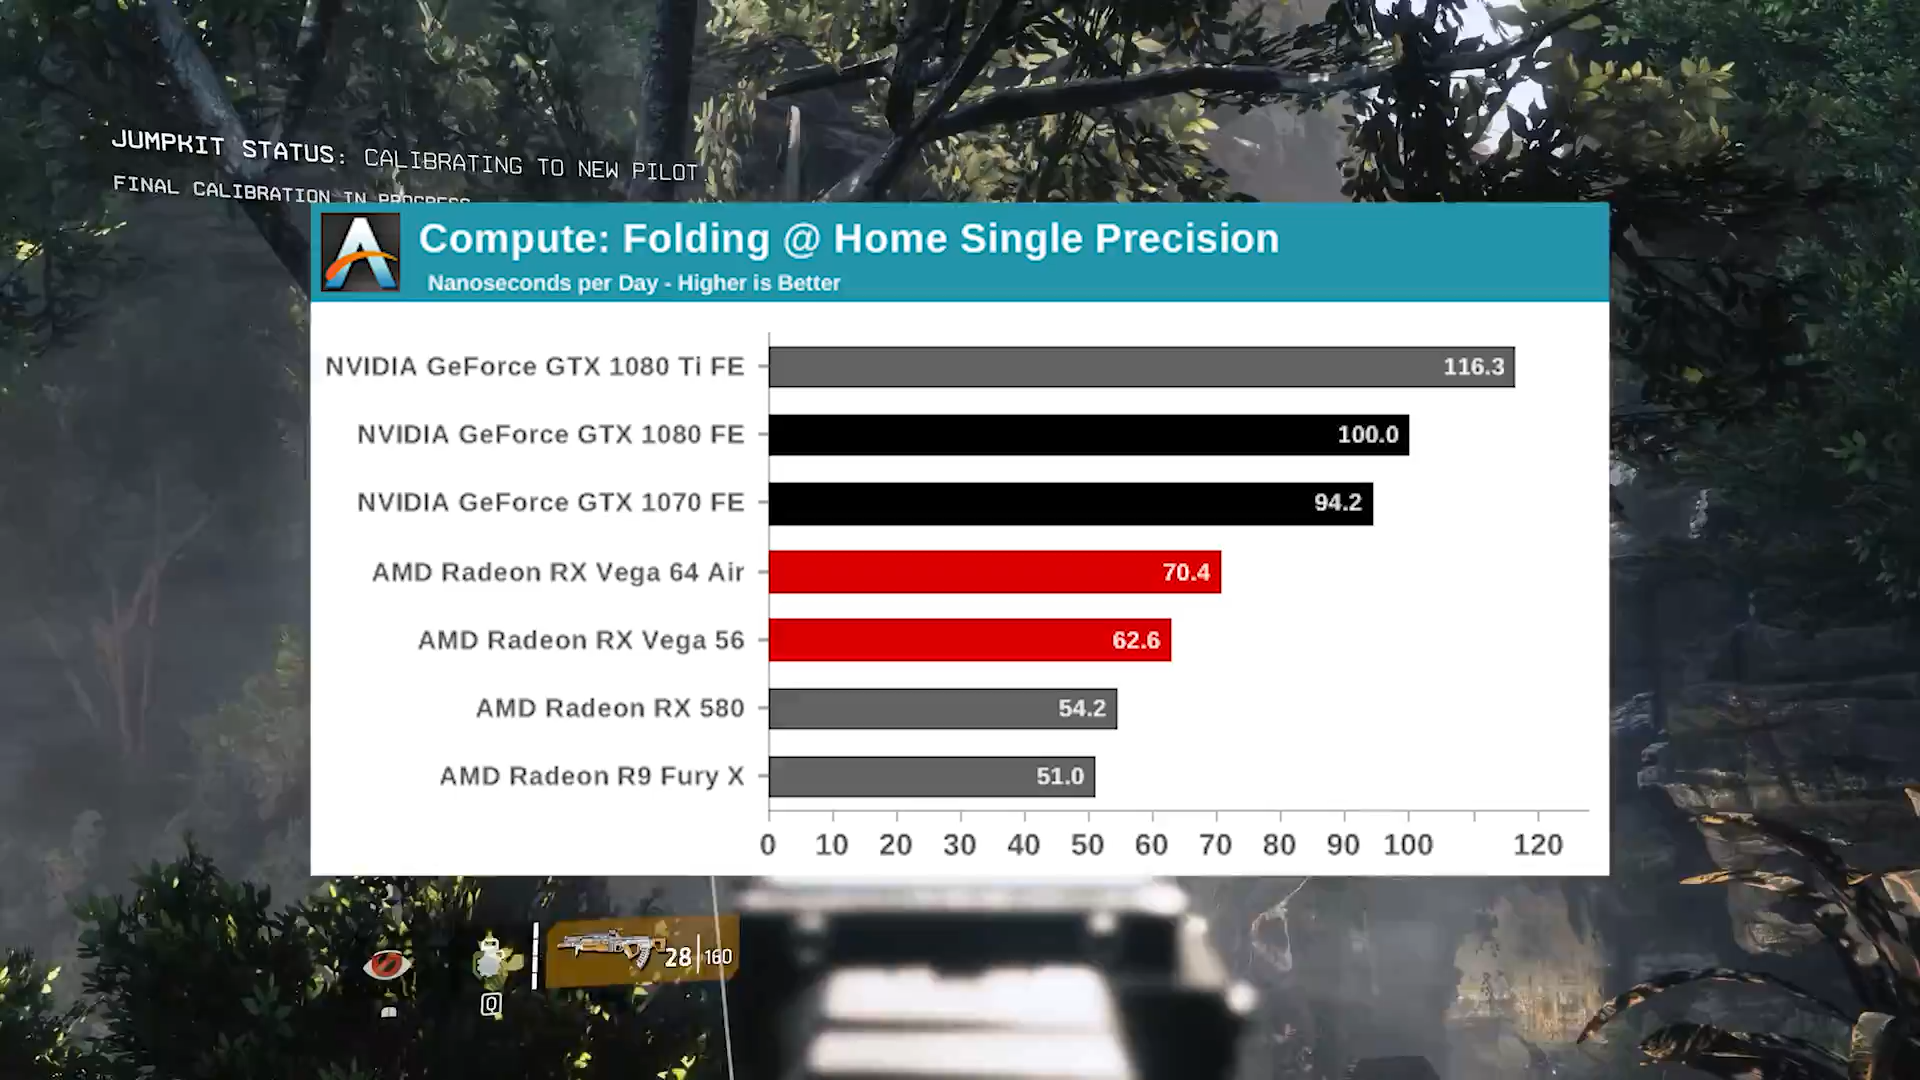 JUMPKIT STATUS: CALIBRATING TO NEW PILOT
FINAL CALIBRATION IN PROGRESS
Compute: Folding @ Home Single Precision
Nanoseconds per Day - Higher is Better
NVIDIA GeForce GTX 1080 Ti FE 116.3
NVIDIA GeForce GTX 1080 FE 100.0
NVIDIA GeForce GTX 1070 FE 94.2
AMD Radeon RX Vega 64 Air 70.4
AMD Radeon RX Vega 56 62.6
AMD Radeon RX 580 54.2
AMD Radeon R9 Fury X 51.0
0 10 20 30 40 50 60 70 80 90 100 120
28 160
Q